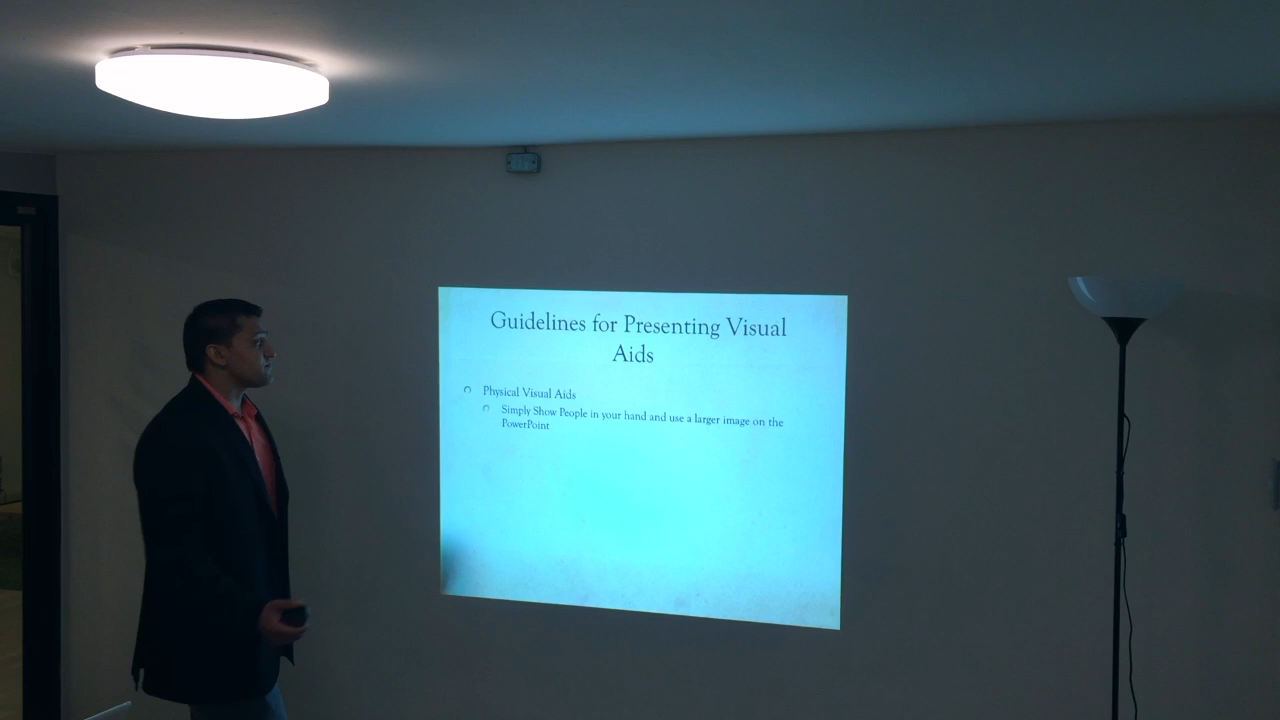 Guidelines for Presenting Visual
Aids
Physical Visual Aids
Simply Show People in your hand and use a larger image on the
PowerPoint